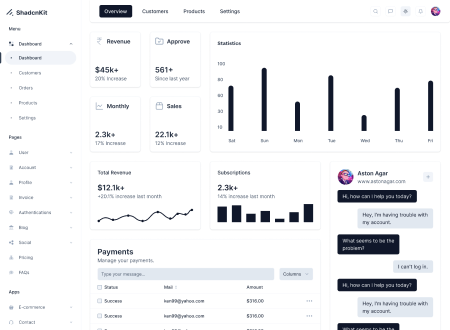 ShadcnKit
Menu
Dashboard
Dashboard
Customers
Orders
Products
Settings
Pages
User
Account
Profile
Invoice
Authentications
Blog
Social
Pricing
FAQs
Apps
E-commerce
Contact
Overview
Customers
Products
Settings
Revenue
$45k+
20% increase
Approve
561+
Since last year
Monthly
2.3k+
17% increase
Sales
22.1k+
12% increase
Statistics
100
80
60
30
10
Sat
Sun
Mon
Tue
Wed
Thu
Fri
Total Revenue
$12.1k+
+20.1% increase last month
Subscriptions
2.3k+
14% increase last month
Payments
Manage your payments.
Type your message...
Columns
Status
Mail
Amount
Success
ken99@yahoo.com
$316.00
Success
ken99@yahoo.com
$316.00
Success
ken99@yahoo.com
$316.00
Aston Agar
www.astonagar.com
Hi, how can I help you today?
Hey, I'm having trouble with
my account.
What seems to be the
problem?
I can't log in.
Hi, how can I help you today?
Hey, I'm having trouble with
my account.
What seems to be the